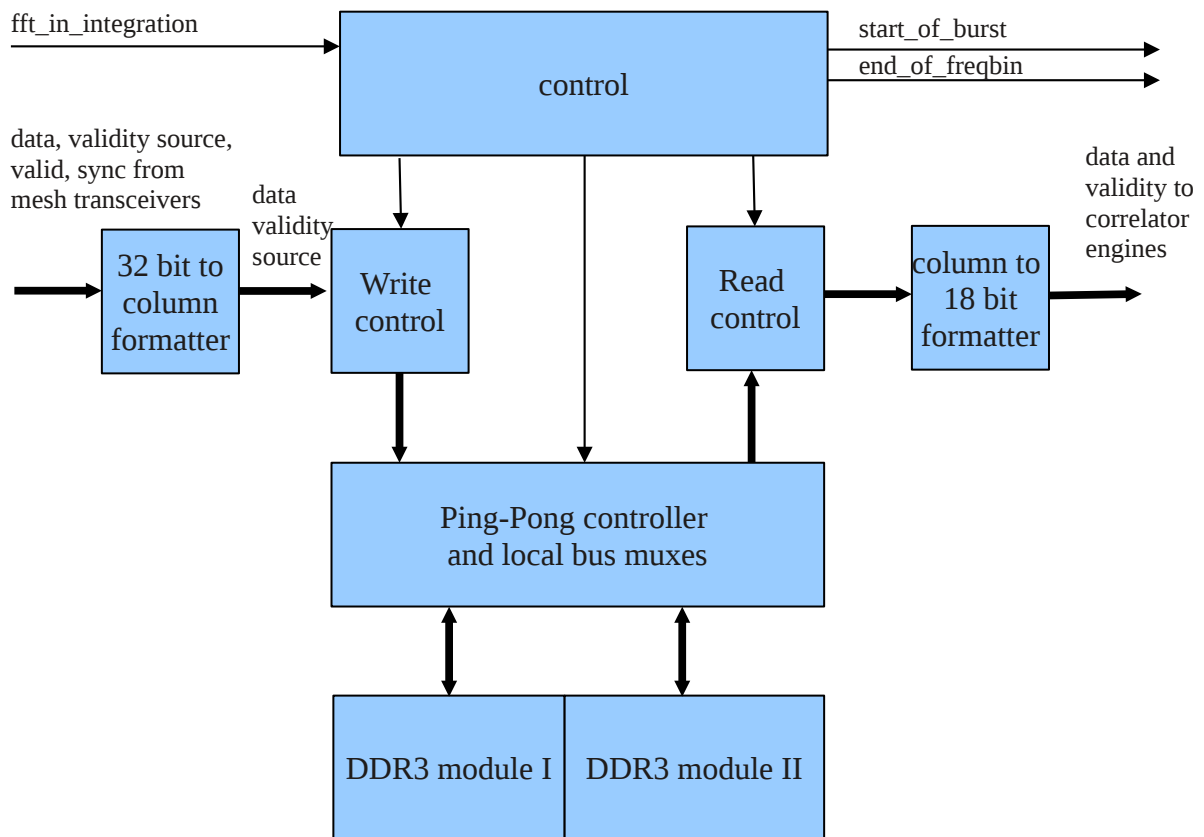 fft_in_integration
start_of_burst
end_of_freqbin
control
data, validity source,
valid, sync from
mesh transceivers
data
validity
source
data and
validity to
correlator
engines
32 bit to
column
formatter
Write
control
Read
control
column to
18 bit
formatter
Ping-Pong controller
and local bus muxes
DDR3 module I
DDR3 module II